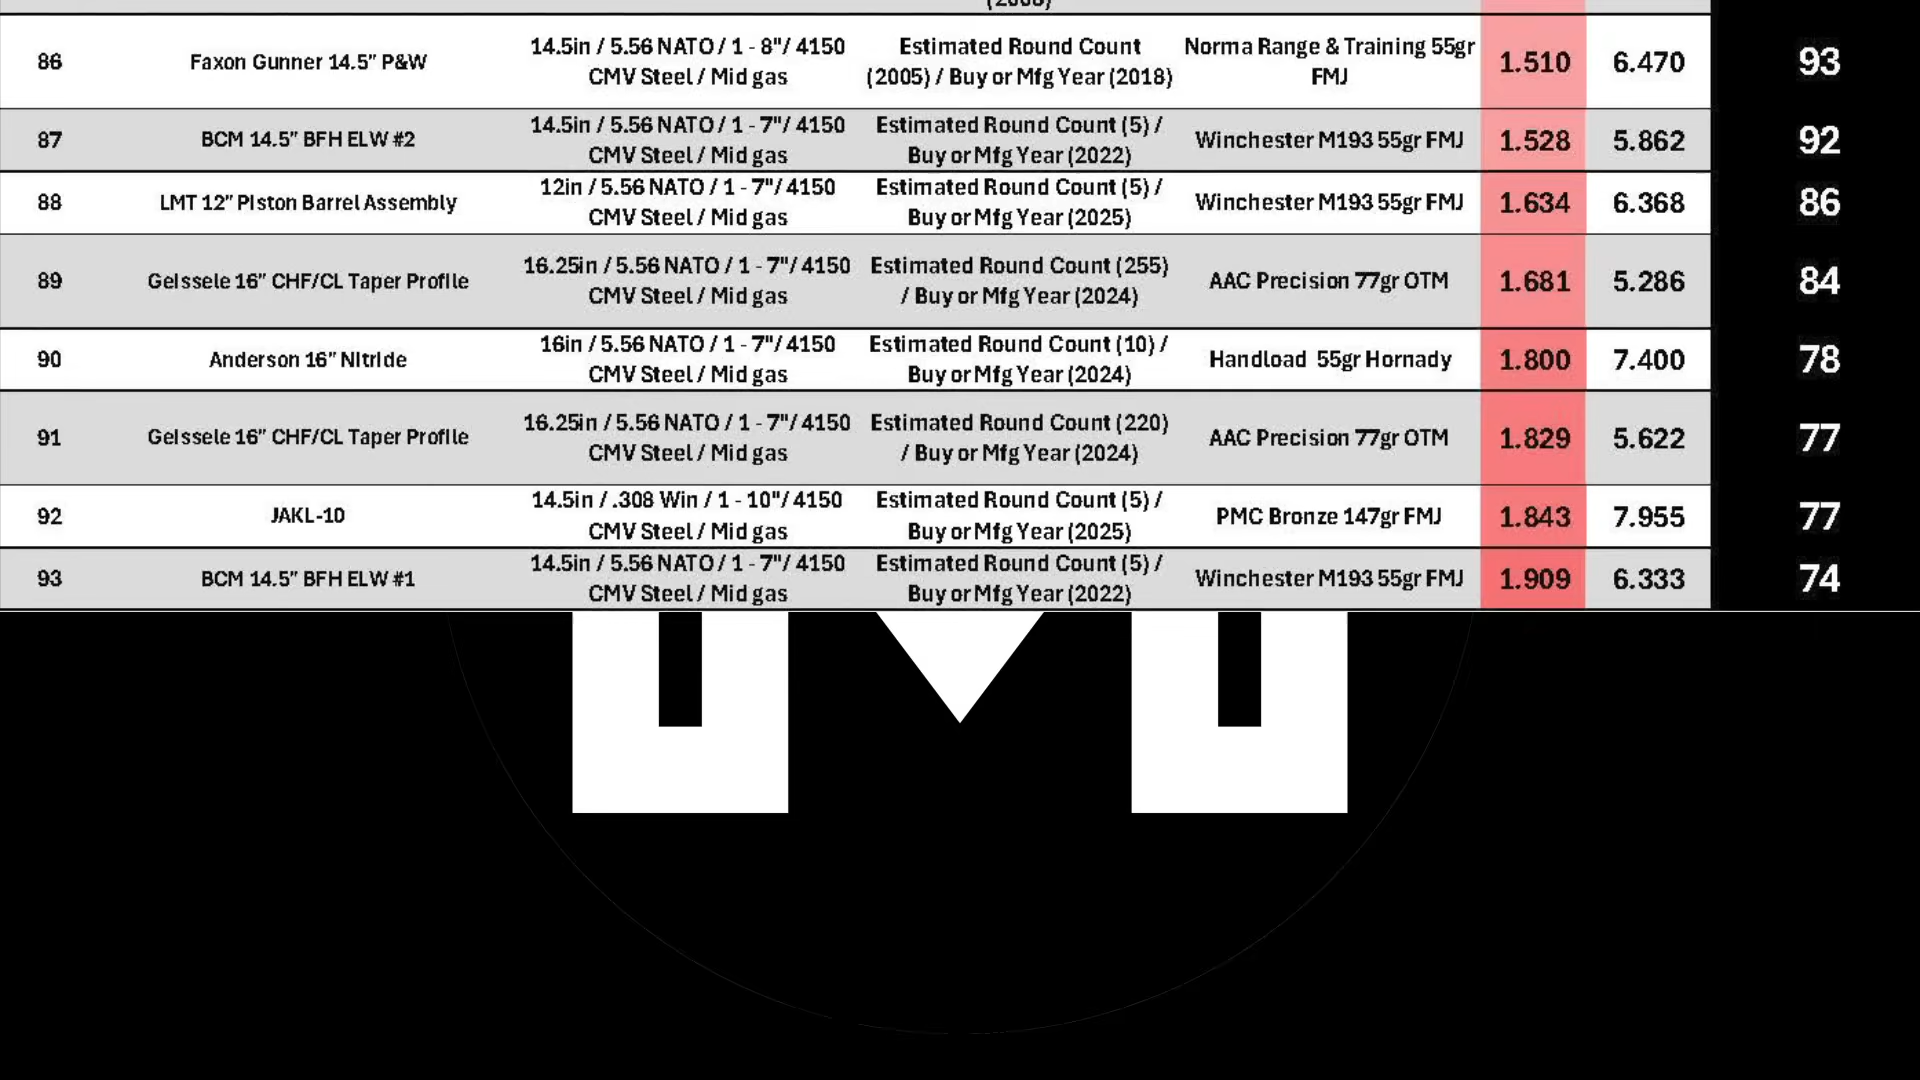 (2008)
86 Faxon Gunner 14.5" P&W 14.5in / 5.56 NATO / 1 - 8"/ 4150 CMV Steel / Mid gas Estimated Round Count (2005) / Buy or Mfg Year (2018) Norma Range & Training 55gr FMJ 1.510 6.470 93
87 BCM 14.5" BFH ELW #2 14.5in / 5.56 NATO / 1 - 7"/ 4150 CMV Steel / Mid gas Estimated Round Count (5) / Buy or Mfg Year (2022) Winchester M193 55gr FMJ 1.528 5.862 92
88 LMT 12" Piston Barrel Assembly 12in / 5.56 NATO / 1 - 7"/ 4150 CMV Steel / Mid gas Estimated Round Count (5) / Buy or Mfg Year (2025) Winchester M193 55gr FMJ 1.634 6.368 86
89 Geissele 16" CHF/CL Taper Profile 16.25in / 5.56 NATO / 1 - 7"/ 4150 CMV Steel / Mid gas Estimated Round Count (255) / Buy or Mfg Year (2024) AAC Precision 77gr OTM 1.681 5.286 84
90 Anderson 16" Nitride 16in / 5.56 NATO / 1 - 7"/ 4150 CMV Steel / Mid gas Estimated Round Count (10) / Buy or Mfg Year (2024) Handload 55gr Hornady 1.800 7.400 78
91 Geissele 16" CHF/CL Taper Profile 16.25in / 5.56 NATO / 1 - 7"/ 4150 CMV Steel / Mid gas Estimated Round Count (220) / Buy or Mfg Year (2024) AAC Precision 77gr OTM 1.829 5.622 77
92 JAKL-10 14.5in / .308 Win / 1 - 10"/ 4150 CMV Steel / Mid gas Estimated Round Count (5) / Buy or Mfg Year (2025) PMC Bronze 147gr FMJ 1.843 7.955 77
93 BCM 14.5" BFH ELW #1 14.5in / 5.56 NATO / 1 - 7"/ 4150 CMV Steel / Mid gas Estimated Round Count (5) / Buy or Mfg Year (2022) Winchester M193 55gr FMJ 1.909 6.333 74